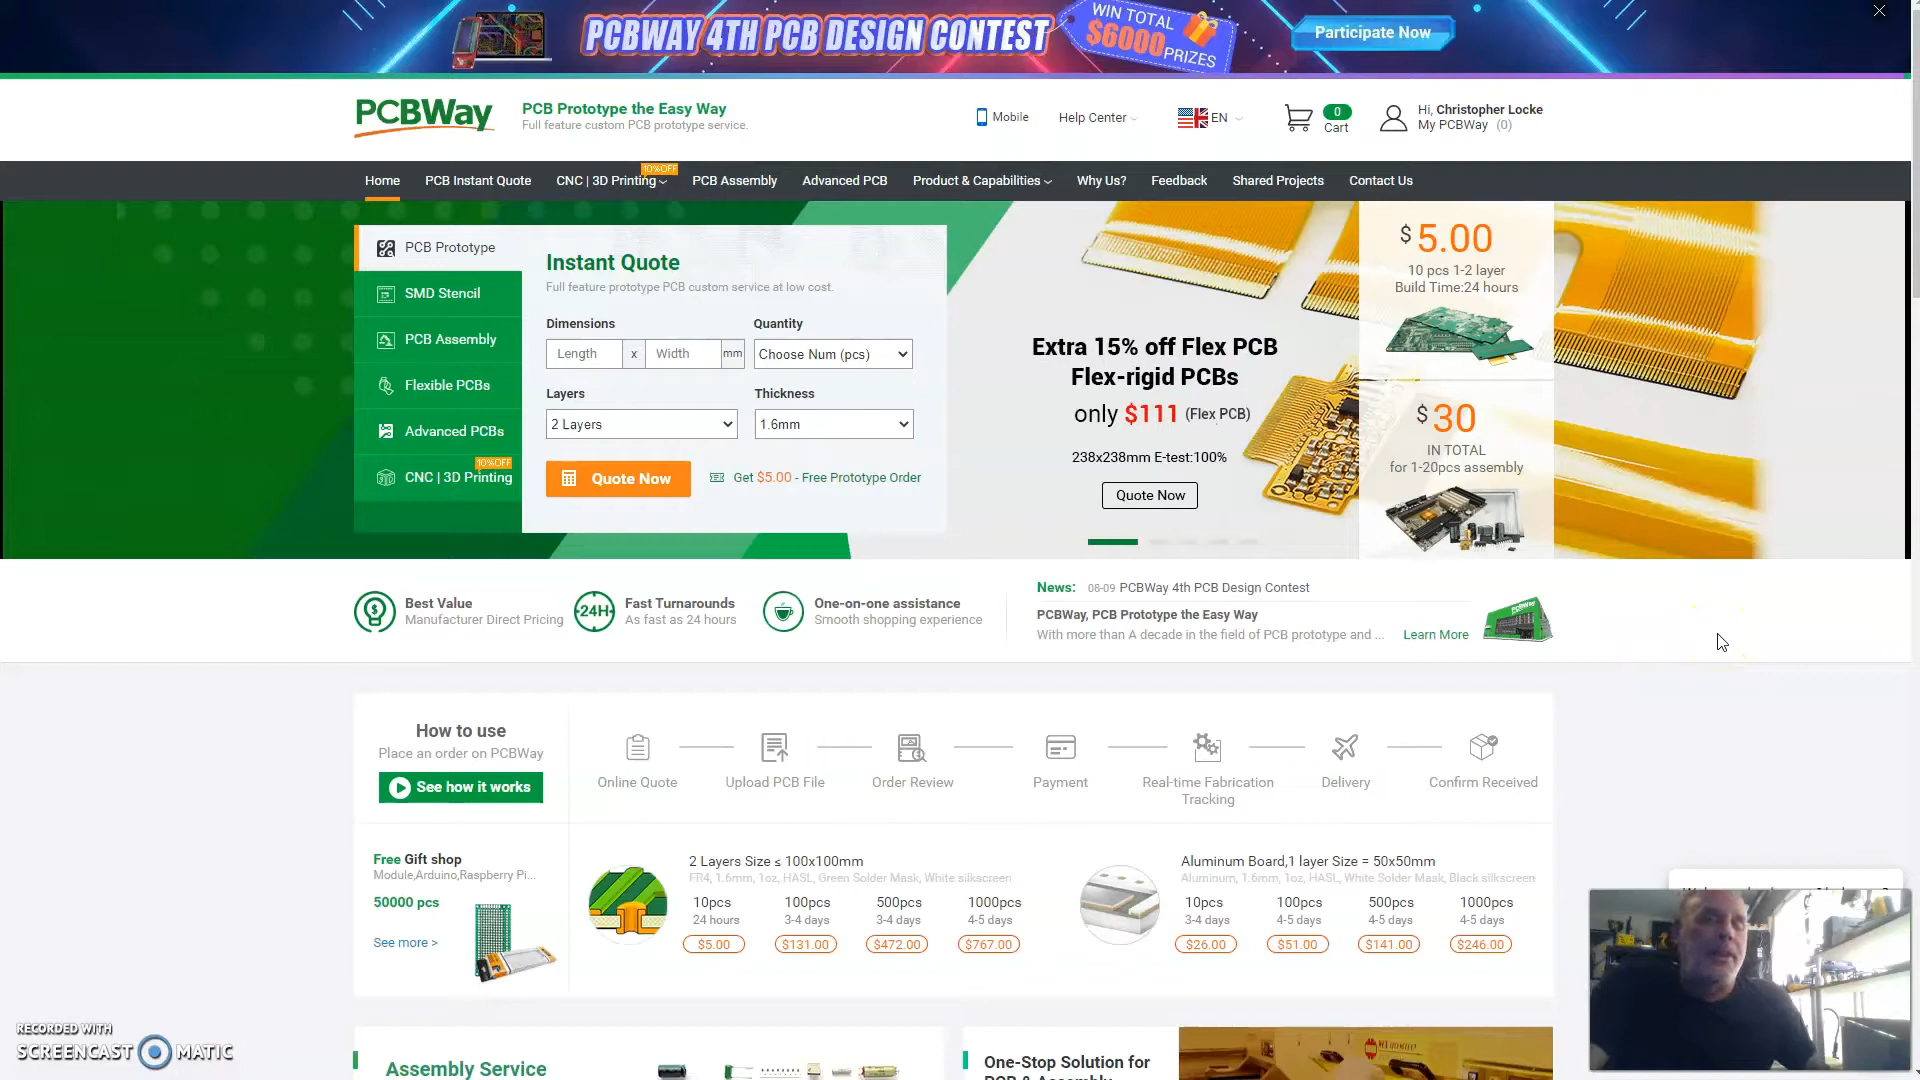 PCBWAY 4TH PCB DESIGN CONTEST
WIN TOTAL
$6000
PRIZES
Participate Now
PCBWay
PCB Prototype the Easy Way
Full feature custom PCB prototype service.
Mobile
Help Center
EN
0
Cart
Hi, Christopher Locke
My PCBWay (0)
10%OFF
Home
PCB Instant Quote
CNC | 3D Printing
PCB Assembly
Advanced PCB
Product & Capabilities
Why Us?
Feedback
Shared Projects
Contact Us
PCB Prototype
SMD Stencil
PCB Assembly
Flexible PCBs
Advanced PCBs
10%OFF
CNC | 3D Printing
Instant Quote
Full feature prototype PCB custom service at low cost.
Dimensions
Quantity
Length x Width mm
Choose Num (pcs)
Layers
Thickness
2 Layers
1.6mm
Quote Now
Get $5.00 - Free Prototype Order
Extra 15% off Flex PCB
Flex-rigid PCBs
only $111 (Flex PCB)
238x238mm E-test:100%
Quote Now
$5.00
10 pcs 1-2 layer
Build Time:24 hours
$30
IN TOTAL
for 1-20pcs assembly
Best Value
Manufacturer Direct Pricing
24H
Fast Turnarounds
As fast as 24 hours
One-on-one assistance
Smooth shopping experience
News: 08-09 PCBWay 4th PCB Design Contest
PCBWay, PCB Prototype the Easy Way
With more than A decade in the field of PCB prototype and ... Learn More
PCBWay
How to use
Place an order on PCBWay
See how it works
Online Quote
Upload PCB File
Order Review
Payment
Real-time Fabrication
Tracking
Delivery
Confirm Received
Free Gift shop
Module,Arduino,Raspberry Pi...
50000 pcs
See more >
2 Layers Size ≤ 100x100mm
FR4, 1.6mm, 1oz, HASL, Green Solder Mask, White silkscreen
10pcs 100pcs 500pcs 1000pcs
24 hours 3-4 days 3-4 days 4-5 days
$5.00 $131.00 $472.00 $767.00
Aluminum Board,1 layer Size = 50x50mm
Aluminum, 1.6mm, 1oz, HASL, White Solder Mask, Black silkscreen
10pcs 100pcs 500pcs 1000pcs
3-4 days 4-5 days 4-5 days 4-5 days
$26.00 $51.00 $141.00 $246.00
Assembly Service
One-Stop Solution for
PCB & Assembly
RECORDED WITH
SCREENCAST MATIC